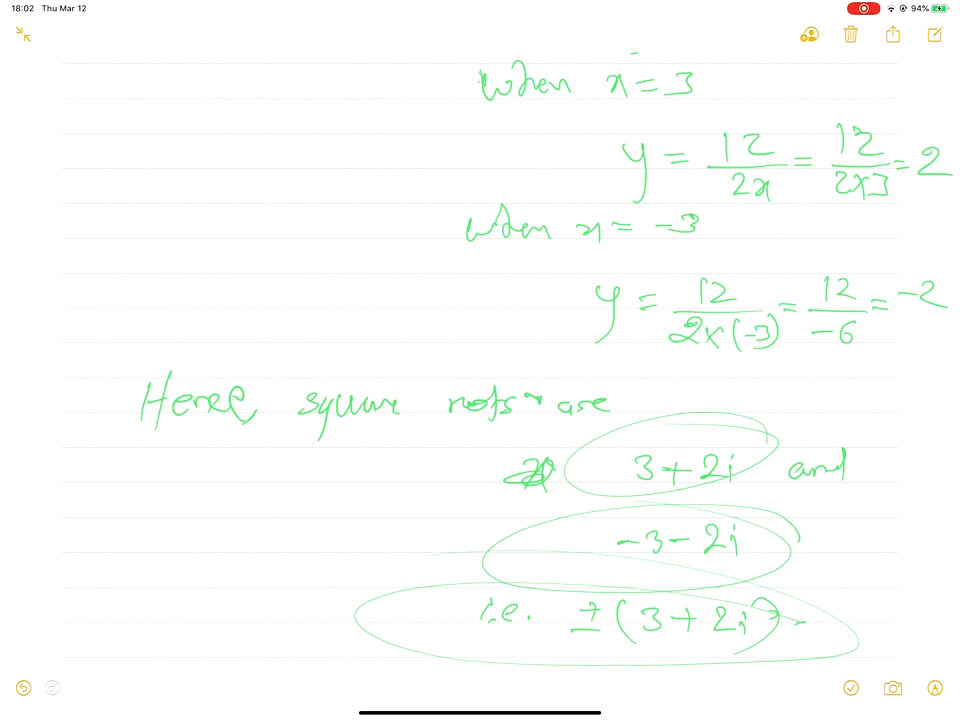 18:02 Thu Mar 12
94%
when x = 3
y = 12/2x = 12/2×3 = 2
when x = -3
y = 12/2×(-3) = 12/-6 = -2
Hence, square roots are
3 + 2i and
-3 - 2i
i.e. ± (3 + 2i)